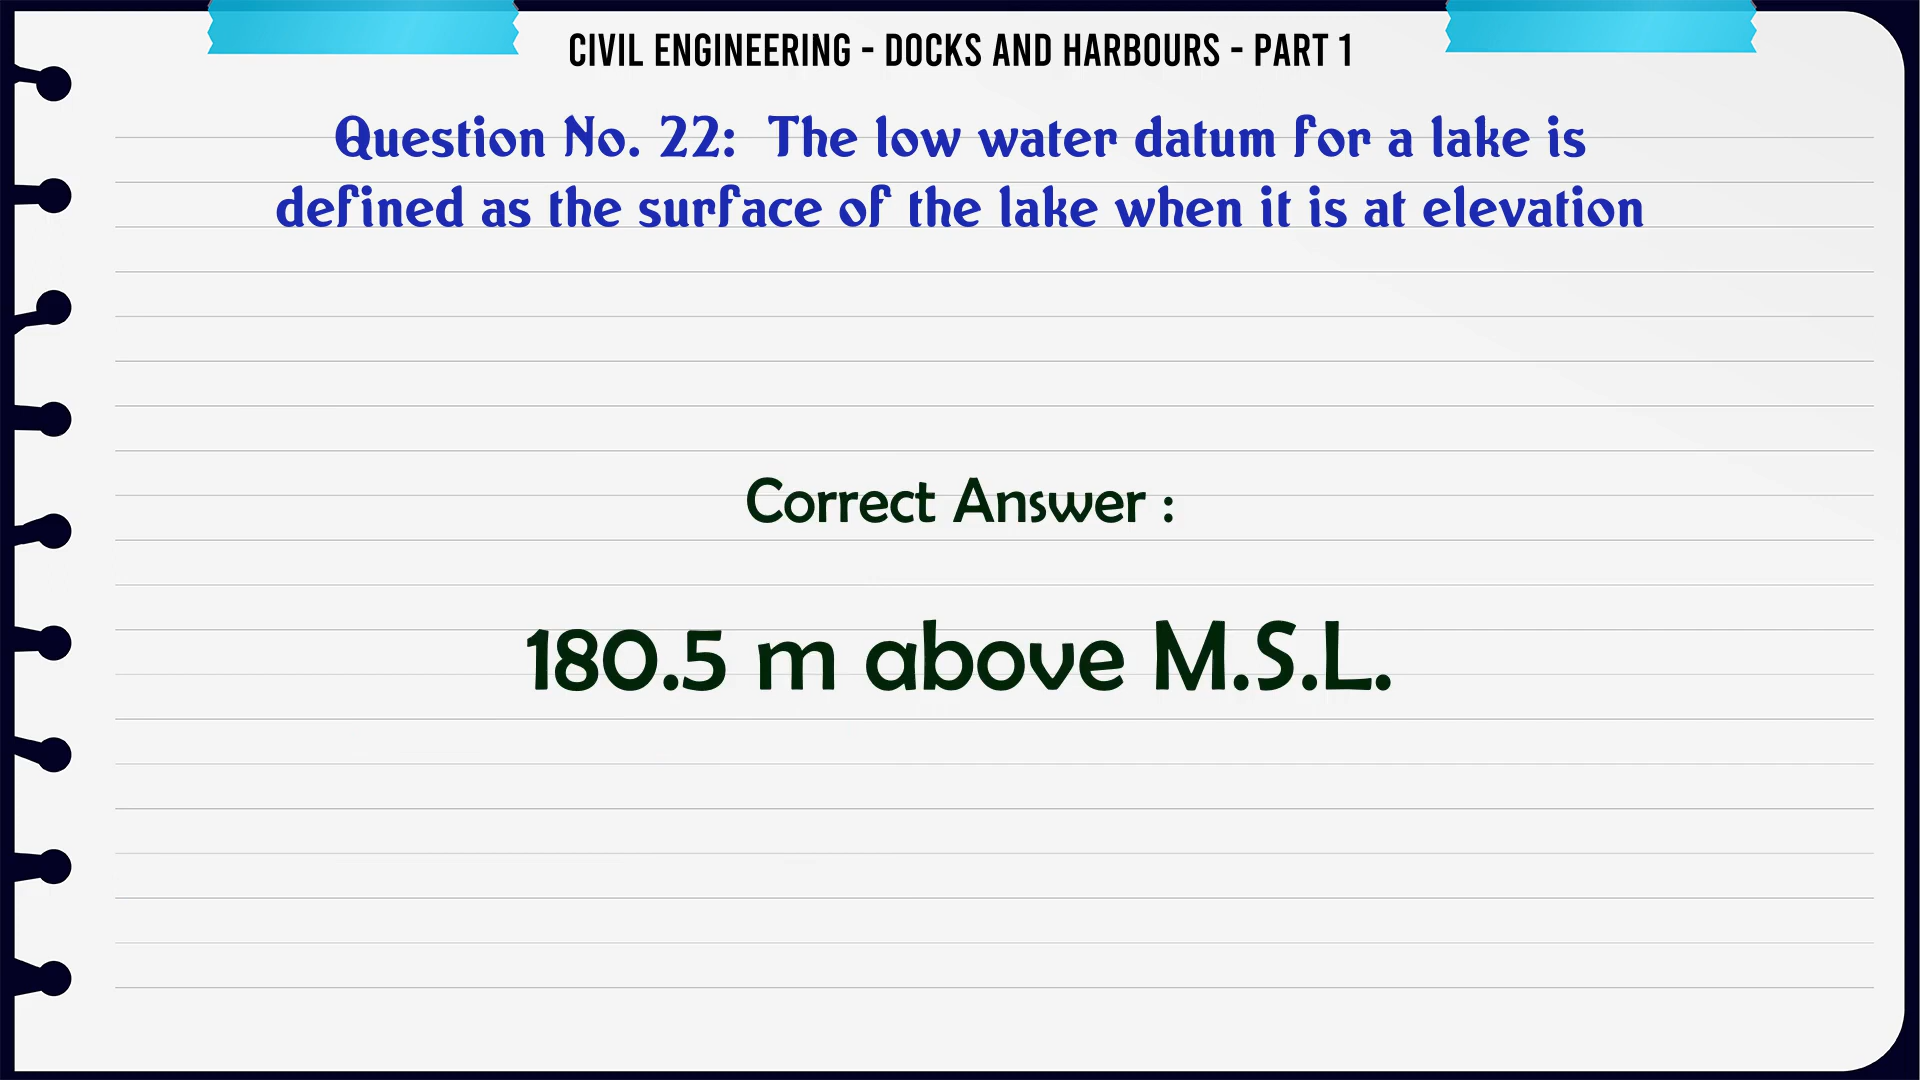 CIVIL ENGINEERING - DOCKS AND HARBOURS - PART 1
Question No. 22:  The low water datum for a lake is
defined as the surface of the lake when it is at elevation
Correct Answer :
180.5 m above M.S.L.